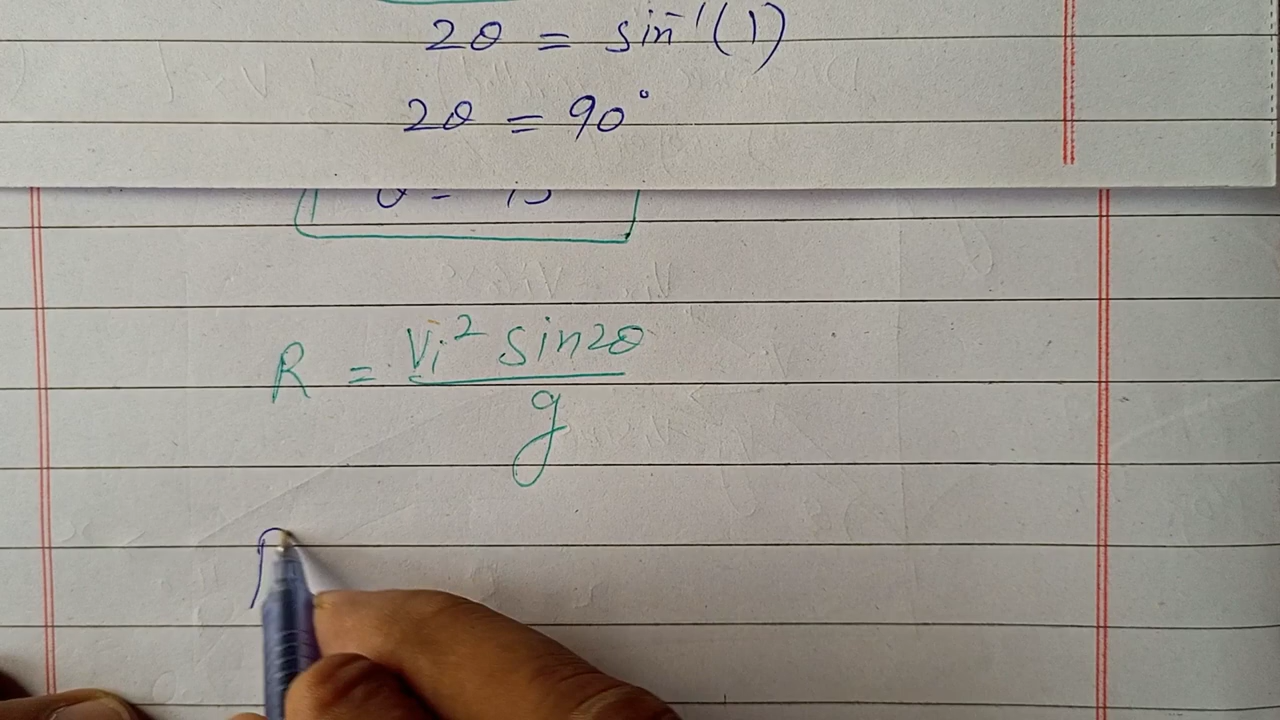 2θ = sin⁻¹(1)
2θ = 90°
R = Vi² sin2θ / g